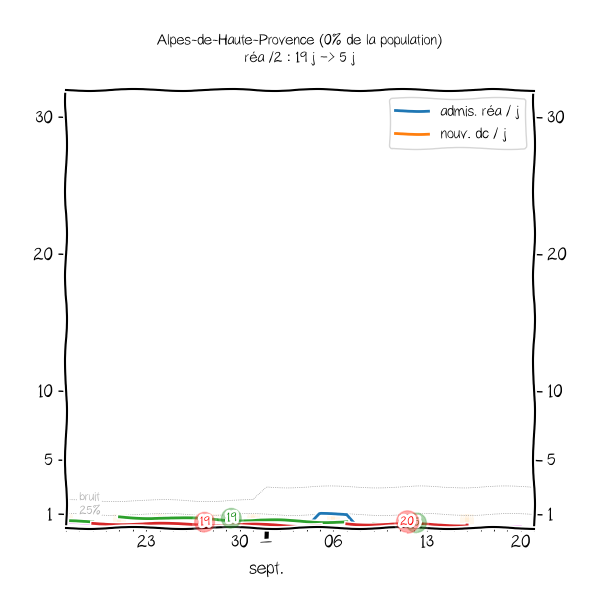 Alpes-de-Haute-Provence (0% de la population)
réa /2 : 19 j -> 5 j
admis. réa / j
nouv. dc / j
30 30
20 20
10 10
5 5
bruit
25%
1 1
19 19 20
23 30 06 13 20
sept.